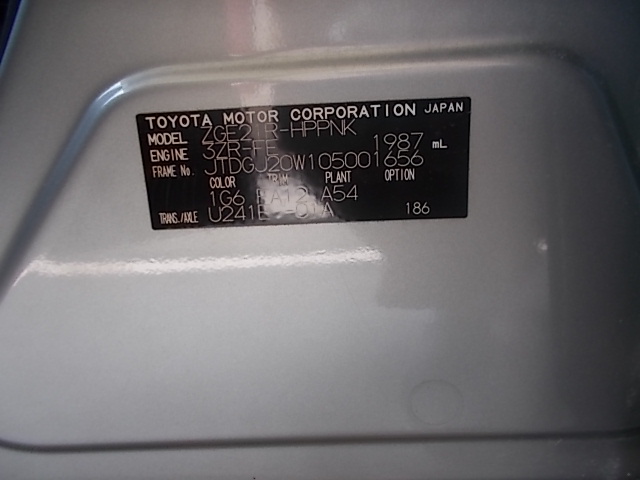 TOYOTA MOTOR CORPORATION JAPAN
MODEL ZGE21R-HPPNK
ENGINE 3ZR-FE 1987 mL
FRAME No. JTDGJ20W105001656
COLOR TRIM PLANT OPTION
1G6 A54
TRANS./AXLE 186